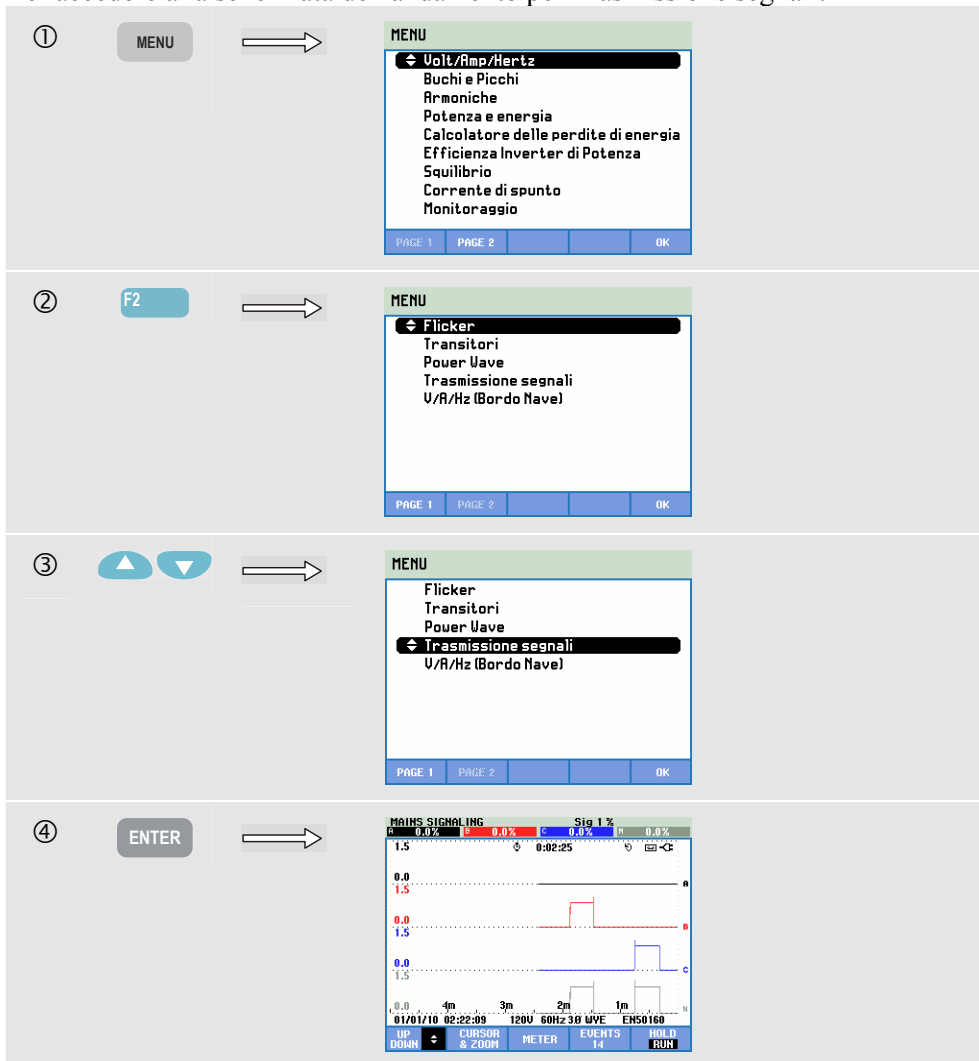 ① MENU
MENU
Volt/Amp/Hertz
Buchi e Picchi
Armoniche
Potenza e energia
Calcolatore delle perdite di energia
Efficienza Inverter di Potenza
Squilibrio
Corrente di spunto
Monitoraggio
PAGE 1 PAGE 2 OK
② F2
MENU
Flicker
Transitori
Power Wave
Trasmissione segnali
V/A/Hz (Bordo Nave)
PAGE 1 PAGE 2 OK
③
MENU
Flicker
Transitori
Power Wave
Trasmissione segnali
V/A/Hz (Bordo Nave)
PAGE 1 PAGE 2 OK
④ ENTER
MAINS SIGNALING Sig 1 %
A 0.0% B 0.0% C 0.0% N 0.0%
1.5 0:02:25
0.0 A
1.5
0.0 B
1.5
0.0 C
1.5
0.0 4m 3m 2m 1m N
01/01/10 02:22:09 120V 60Hz 3Ø WYE EN50160
UP DOWN CURSOR & ZOOM METER EVENTS 14 HOLD RUN